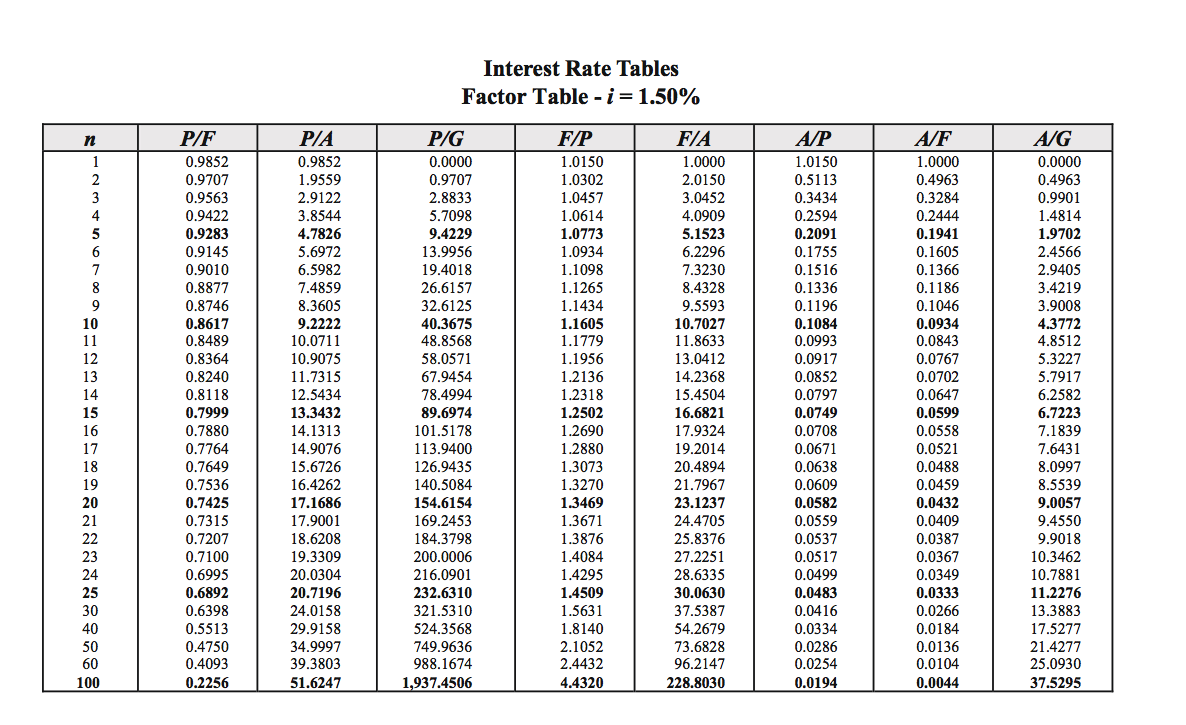 Interest Rate Tables
Factor Table - i = 1.50%
n P/F P/A P/G F/P F/A A/P A/F A/G
1 0.9852 0.9852 0.0000 1.0150 1.0000 1.0150 1.0000 0.0000
2 0.9707 1.9559 0.9707 1.0302 2.0150 0.5113 0.4963 0.4963
3 0.9563 2.9122 2.8833 1.0457 3.0452 0.3434 0.3284 0.9901
4 0.9422 3.8544 5.7098 1.0614 4.0909 0.2594 0.2444 1.4814
5 0.9283 4.7826 9.4229 1.0773 5.1523 0.2091 0.1941 1.9702
6 0.9145 5.6972 13.9956 1.0934 6.2296 0.1755 0.1605 2.4566
7 0.9010 6.5982 19.4018 1.1098 7.3230 0.1516 0.1366 2.9405
8 0.8877 7.4859 26.6157 1.1265 8.4328 0.1336 0.1186 3.4219
9 0.8746 8.3605 32.6125 1.1434 9.5593 0.1196 0.1046 3.9008
10 0.8617 9.2222 40.3675 1.1605 10.7027 0.1084 0.0934 4.3772
11 0.8489 10.0711 48.8568 1.1779 11.8633 0.0993 0.0843 4.8512
12 0.8364 10.9075 58.0571 1.1956 13.0412 0.0917 0.0767 5.3227
13 0.8240 11.7315 67.9454 1.2136 14.2368 0.0852 0.0702 5.7917
14 0.8118 12.5434 78.4994 1.2318 15.4504 0.0797 0.0647 6.2582
15 0.7999 13.3432 89.6974 1.2502 16.6821 0.0749 0.0599 6.7223
16 0.7880 14.1313 101.5178 1.2690 17.9324 0.0708 0.0558 7.1839
17 0.7764 14.9076 113.9400 1.2880 19.2014 0.0671 0.0521 7.6431
18 0.7649 15.6726 126.9435 1.3073 20.4894 0.0638 0.0488 8.0997
19 0.7536 16.4262 140.5084 1.3270 21.7967 0.0609 0.0459 8.5539
20 0.7425 17.1686 154.6154 1.3469 23.1237 0.0582 0.0432 9.0057
21 0.7315 17.9001 169.2453 1.3671 24.4705 0.0559 0.0409 9.4550
22 0.7207 18.6208 184.3798 1.3876 25.8376 0.0537 0.0387 9.9018
23 0.7100 19.3309 200.0006 1.4084 27.2251 0.0517 0.0367 10.3462
24 0.6995 20.0304 216.0901 1.4295 28.6335 0.0499 0.0349 10.7881
25 0.6892 20.7196 232.6310 1.4509 30.0630 0.0483 0.0333 11.2276
30 0.6398 24.0158 321.5310 1.5631 37.5387 0.0416 0.0266 13.3883
40 0.5513 29.9158 524.3568 1.8140 54.2679 0.0334 0.0184 17.5277
50 0.4750 34.9997 749.9636 2.1052 73.6828 0.0286 0.0136 21.4277
60 0.4093 39.3803 988.1674 2.4432 96.2147 0.0254 0.0104 25.0930
100 0.2256 51.6247 1,937.4506 4.4320 228.8030 0.0194 0.0044 37.5295